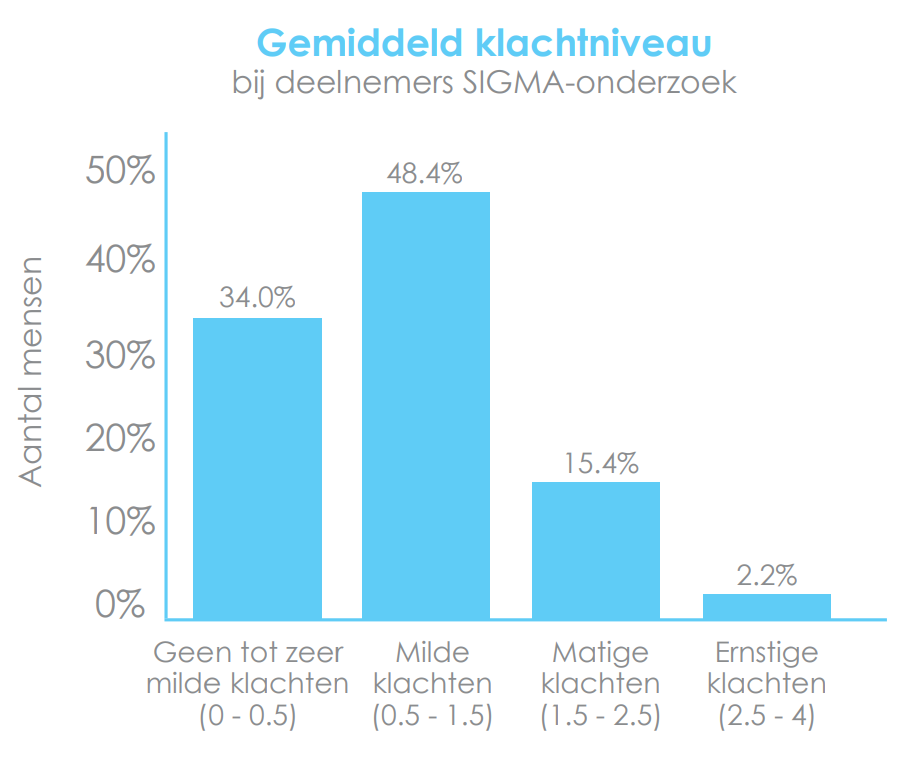 Gemiddeld klachtniveau
bij deelnemers SIGMA-onderzoek
Aantal mensen
50%
40%
30%
20%
10%
0%
34.0%
48.4%
15.4%
2.2%
Geen tot zeer
milde klachten
(0 - 0.5)
Milde
klachten
(0.5 - 1.5)
Matige
klachten
(1.5 - 2.5)
Ernstige
klachten
(2.5 - 4)